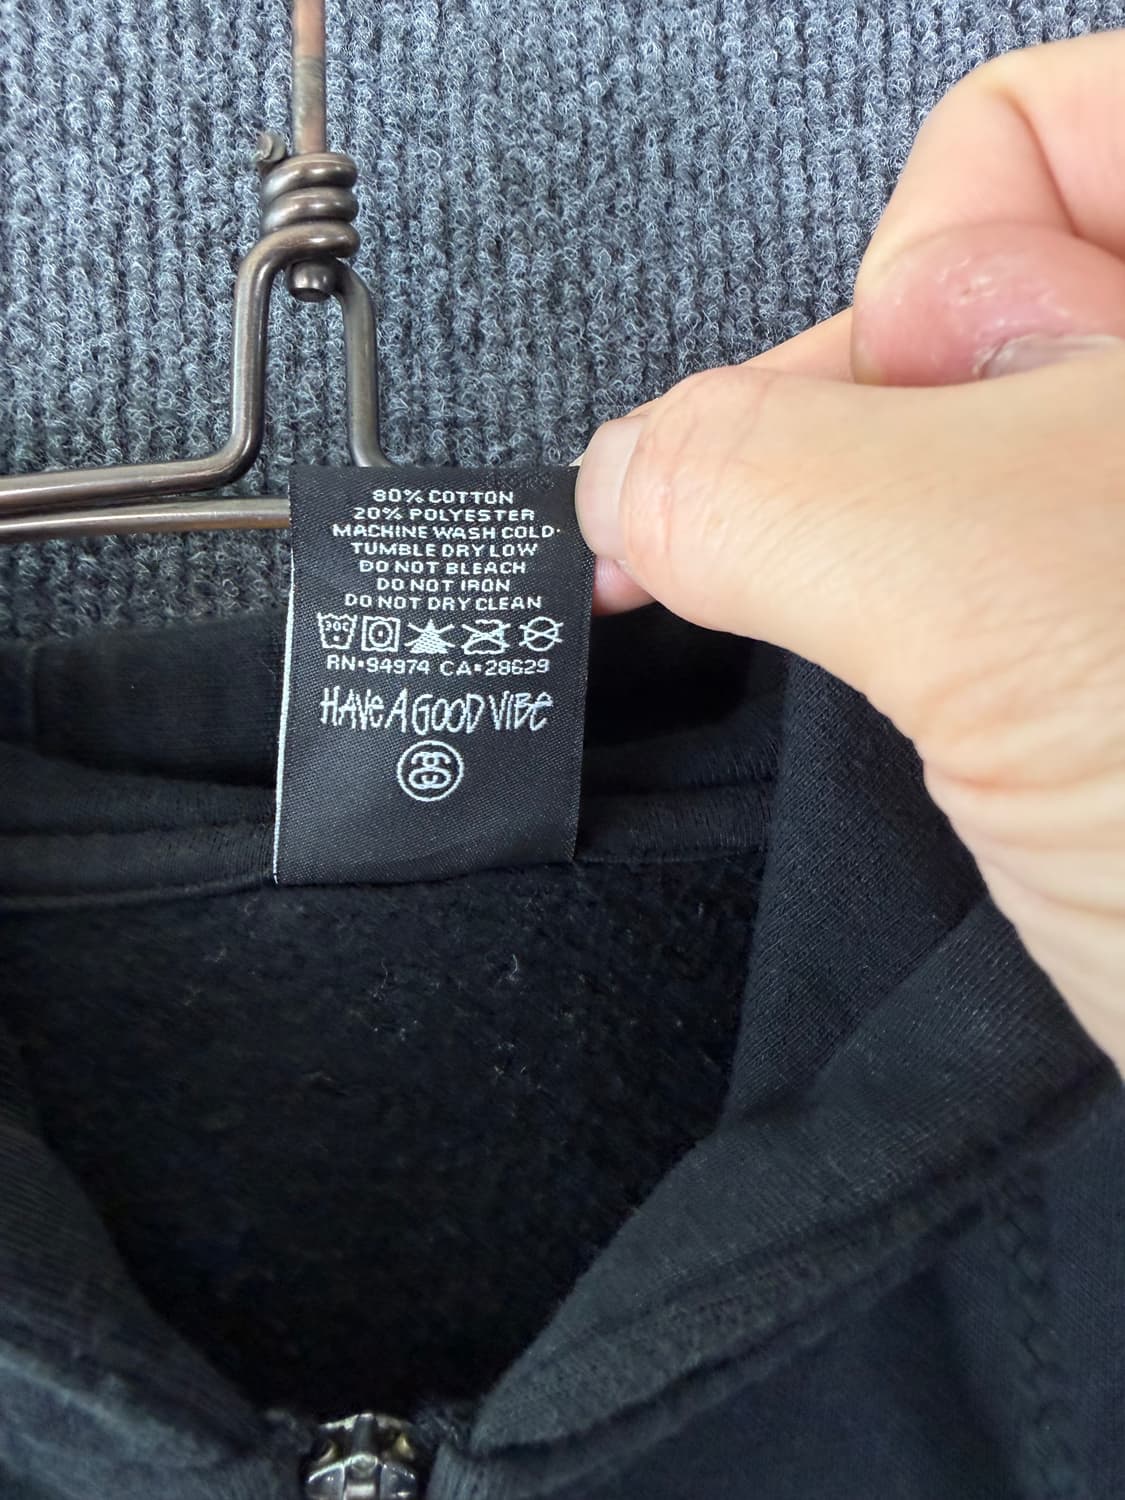 80% COTTON
20% POLYESTER
MACHINE WASH COLD
TUMBLE DRY LOW
DO NOT BLEACH
DO NOT IRON
DO NOT DRY CLEAN
30C
RN•94974 CA•28629
HAVE A GOOD VIBE